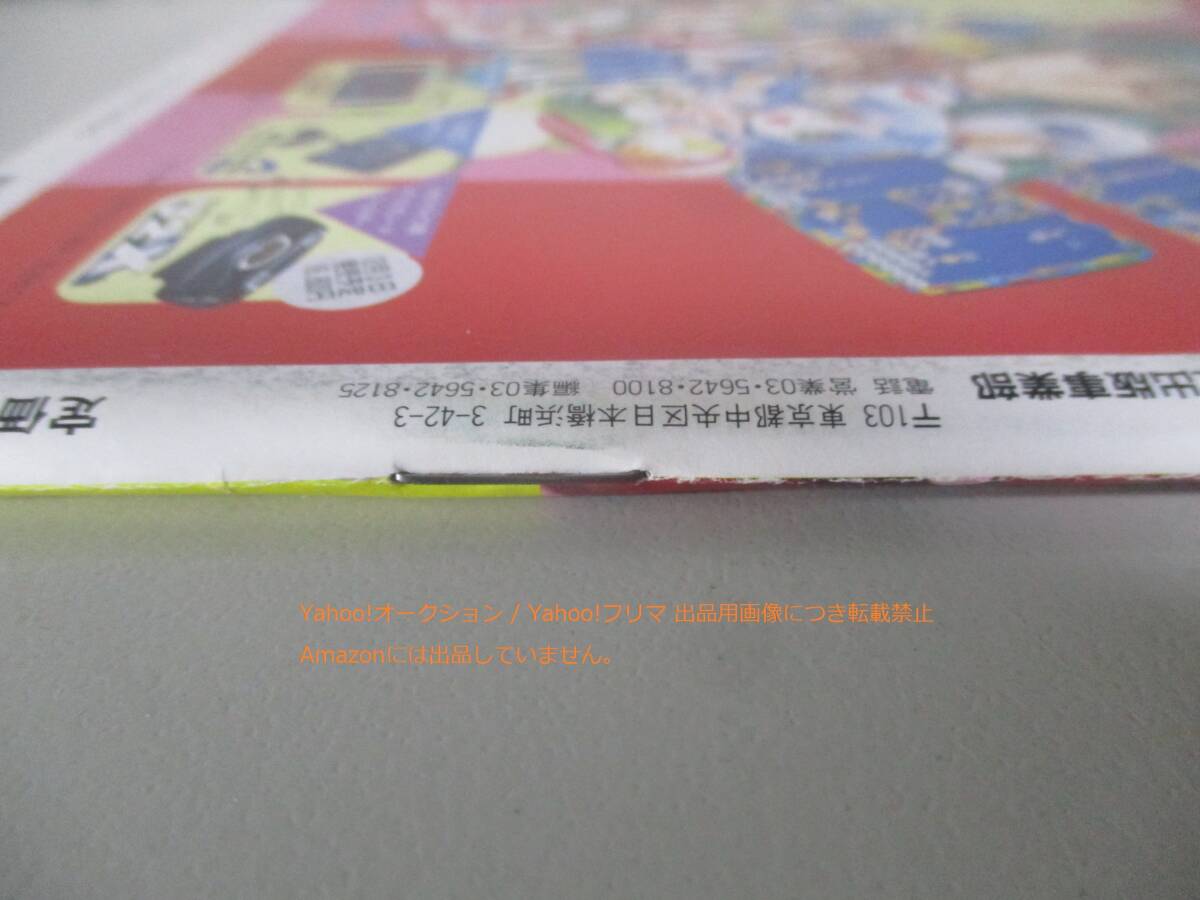 出版事業部
〒103 東京都中央区日本橋浜町 3-42-3
電話 営業03・5642・8100 編集03・5642・8125
定価
Yahoo!オークション / Yahoo!フリマ 出品用画像につき転載禁止
Amazonには出品していません。